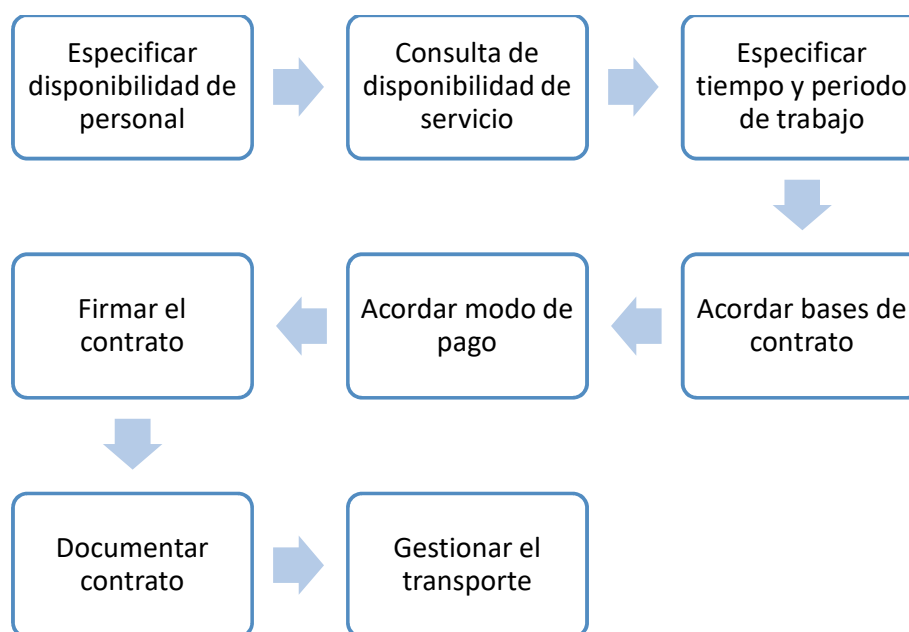 Especificar
disponibilidad de
personal
Consulta de
disponibilidad de
servicio
Especificar
tiempo y periodo
de trabajo
Acordar bases de
contrato
Acordar modo de
pago
Firmar el
contrato
Documentar
contrato
Gestionar el
transporte